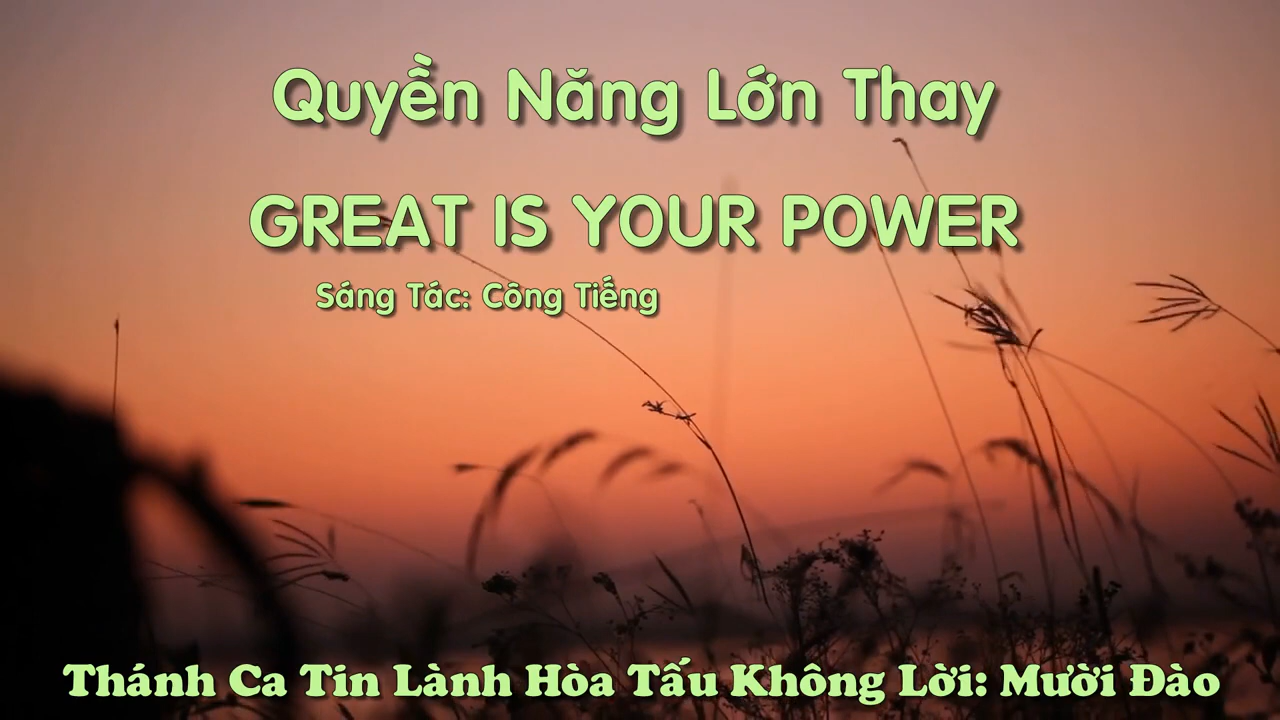 Quyền Năng Lớn Thay
GREAT IS YOUR POWER
Sáng Tác: Công Tiếng
Thánh Ca Tin Lành Hòa Tấu Không Lời: Mười Đào